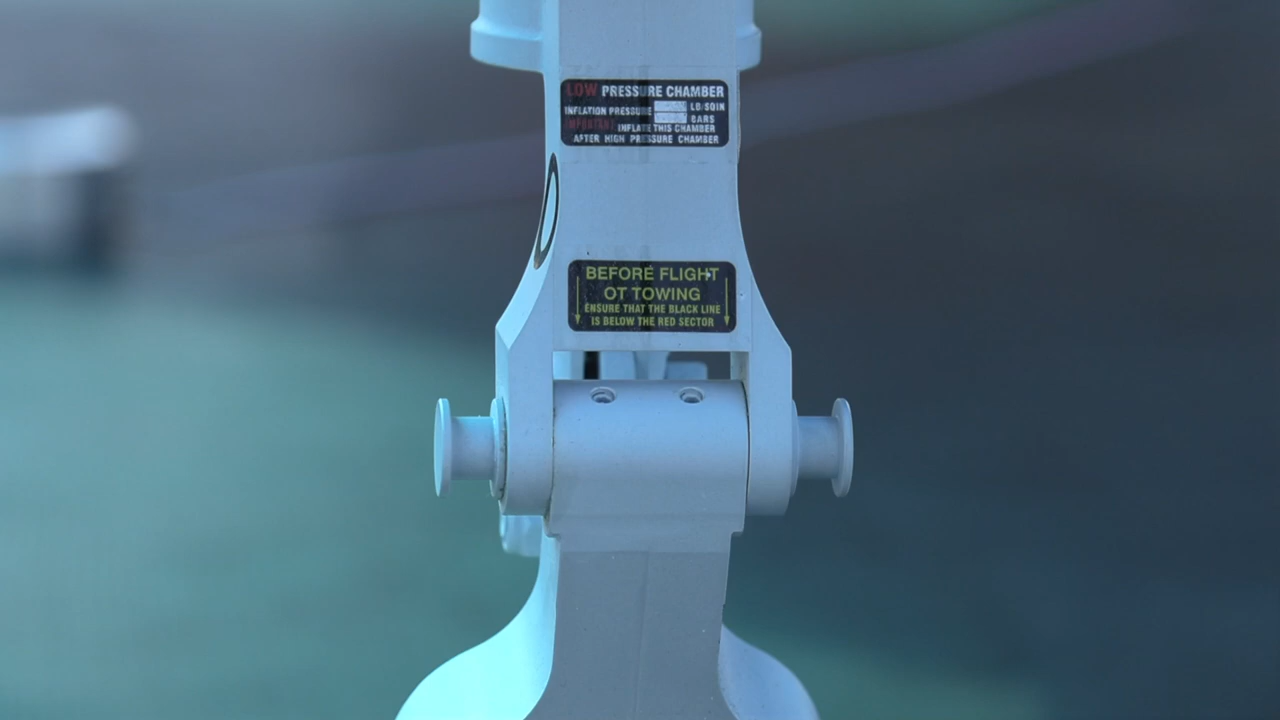 LOW PRESSURE CHAMBER
INFLATION PRESSURE LB/SQIN
BARS
IMPORTANT INFLATE THIS CHAMBER
AFTER HIGH PRESSURE CHAMBER
BEFORE FLIGHT
OT TOWING
ENSURE THAT THE BLACK LINE
IS BELOW THE RED SECTOR